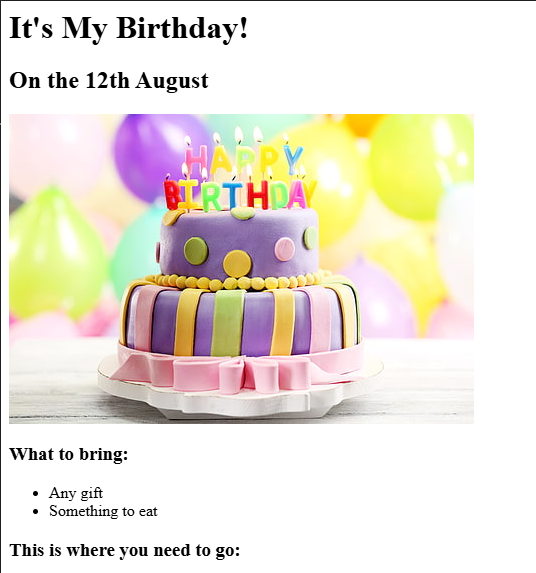 It's My Birthday!
On the 12th August
HAPPY
BIRTHDAY
What to bring:
Any gift
Something to eat
This is where you need to go: